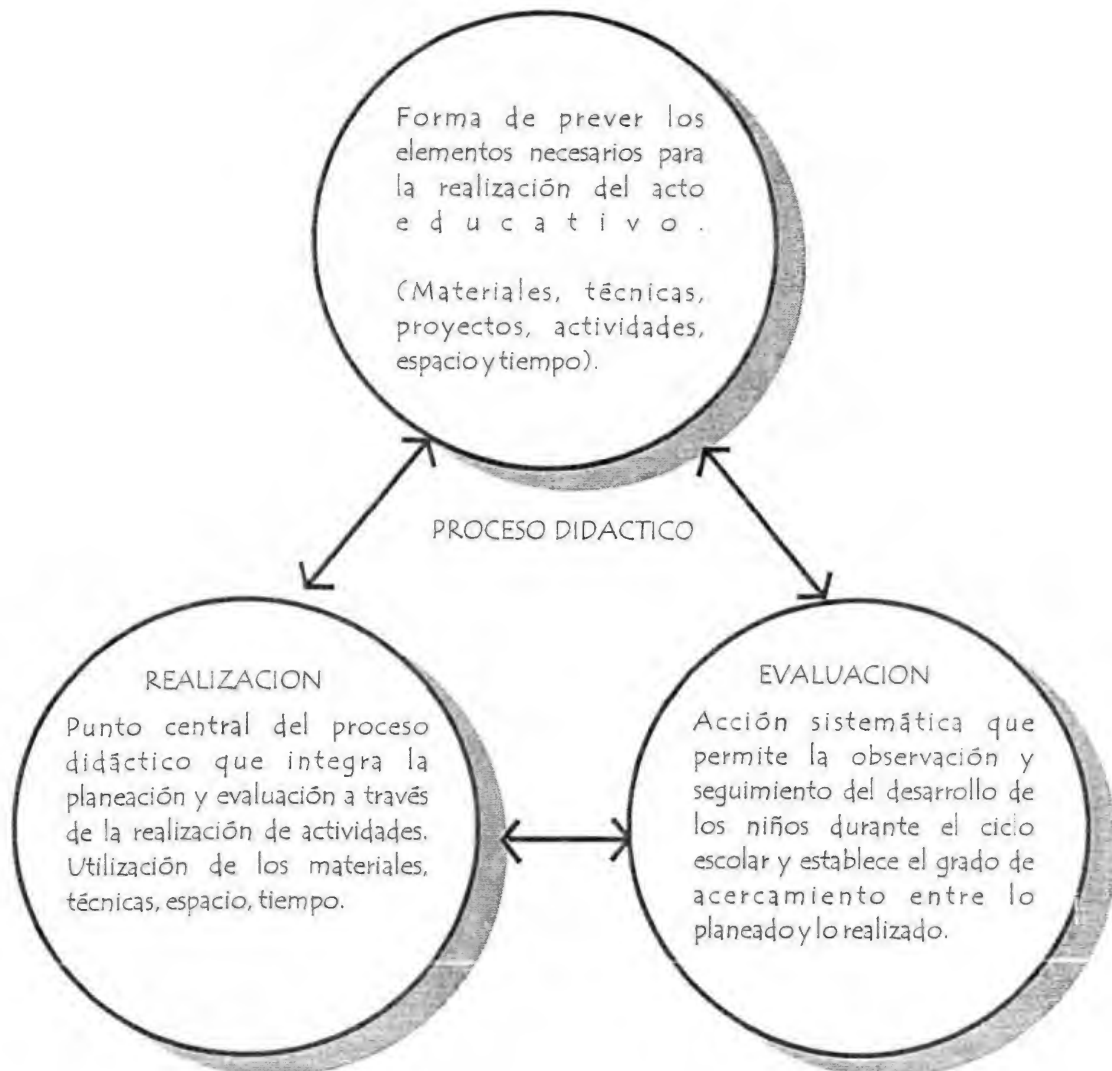 Forma de prever los
elementos necesarios para
la realización del acto
educativo.
(Materiales, técnicas,
proyectos, actividades,
espacio y tiempo).
PROCESO DIDACTICO
REALIZACION
Punto central del proceso
didáctico que integra la
planeación y evaluación a través
de la realización de actividades.
Utilización de los materiales,
técnicas, espacio, tiempo.
EVALUACION
Acción sistemática que
permite la observación y
seguimiento del desarrollo de
los niños durante el ciclo
escolar y establece el grado de
acercamiento entre lo
planeado y lo realizado.